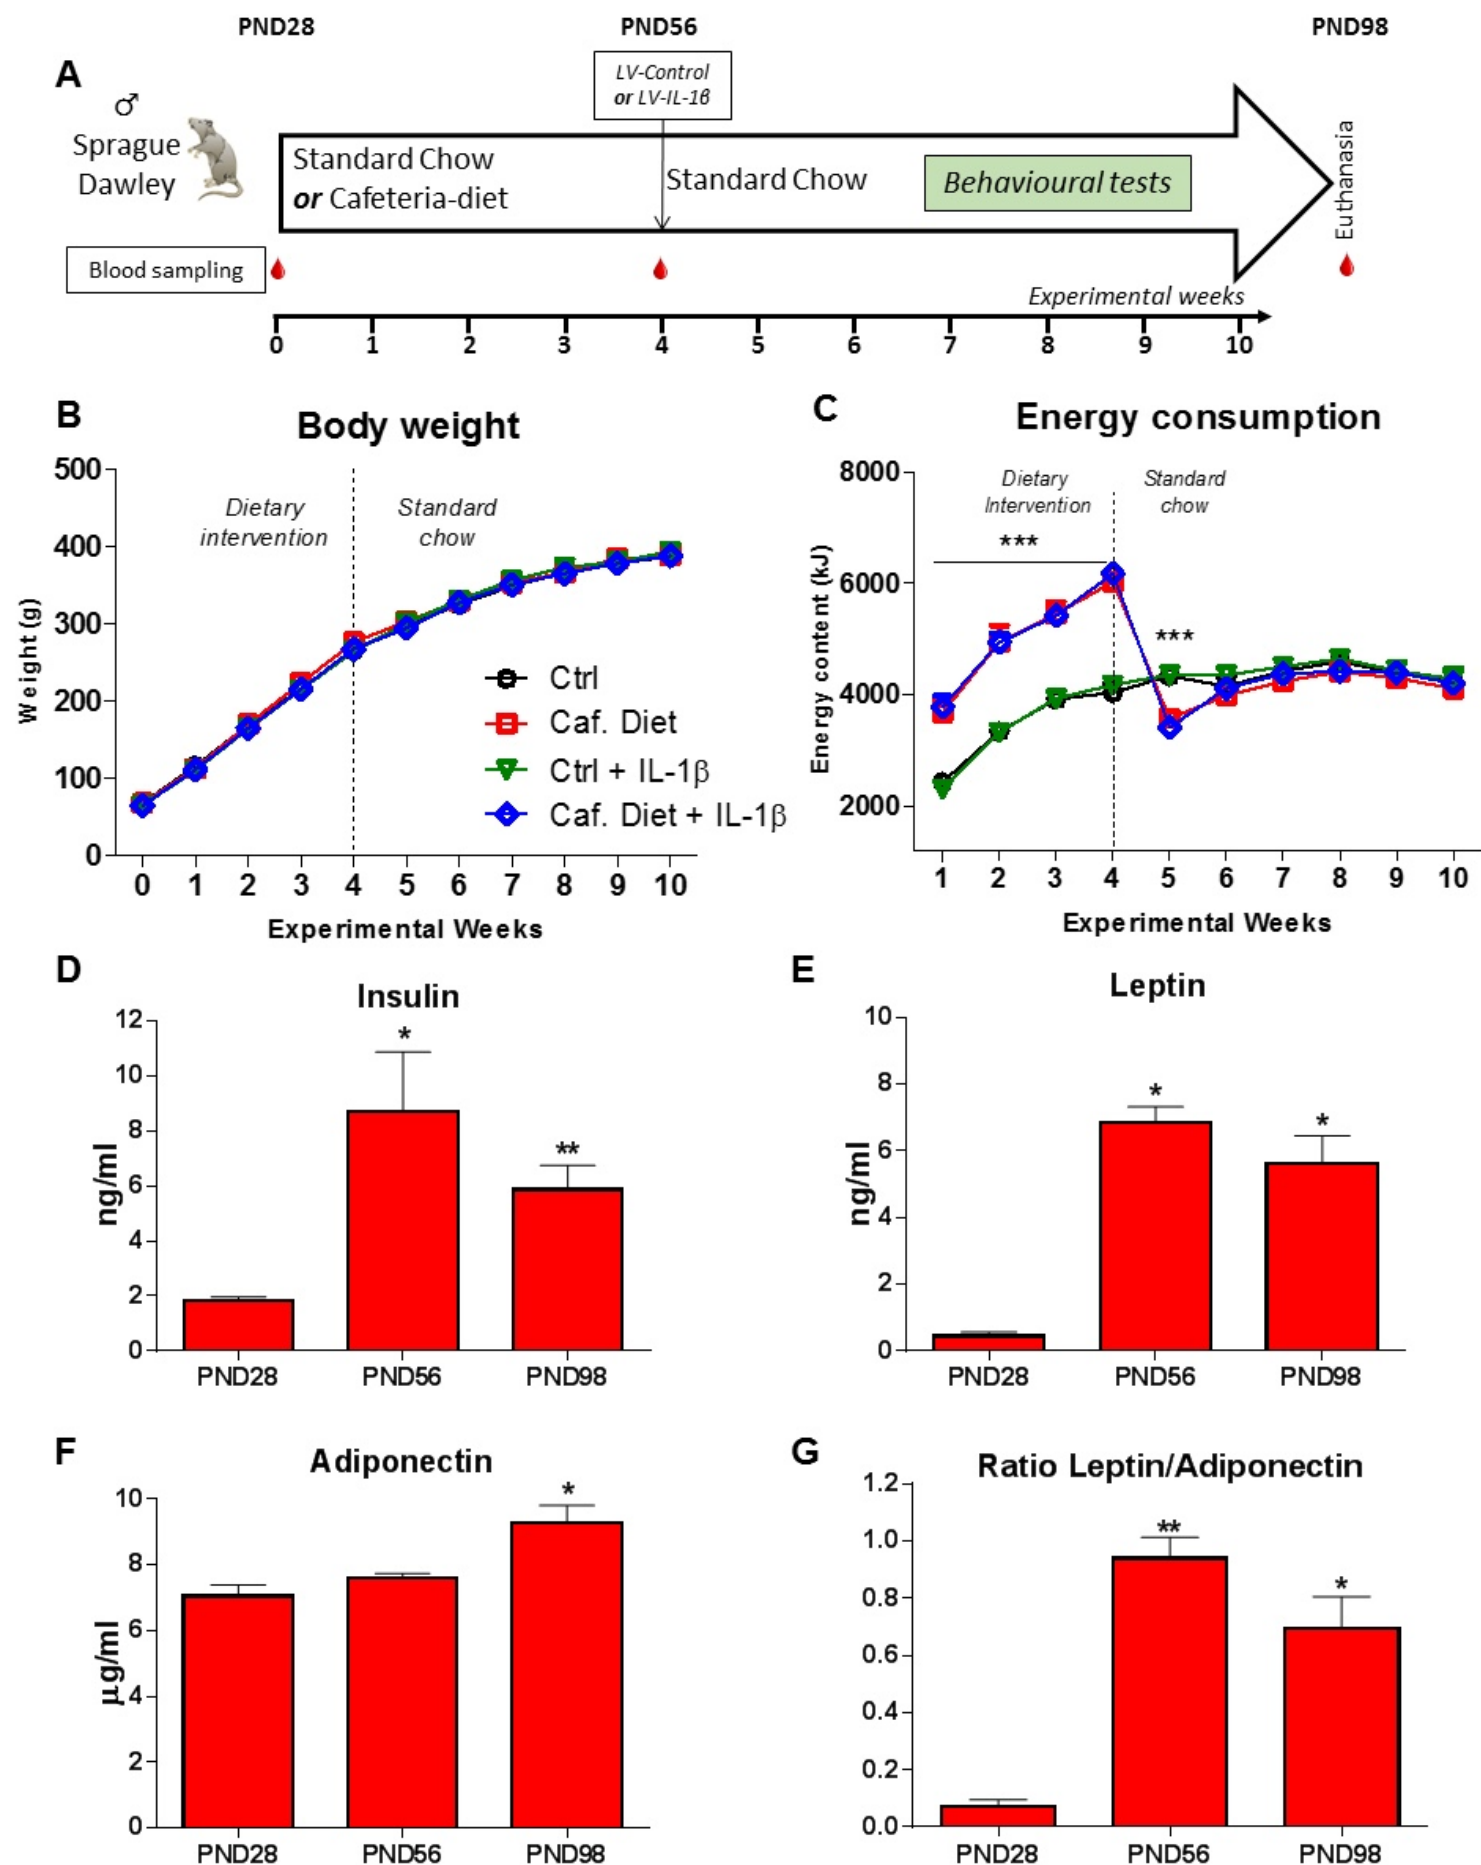 PND28 PND56 PND98
A
LV-Control
or LV-IL-1β
♂
Sprague
Dawley
Standard Chow
or Cafeteria-diet
Standard Chow
Behavioural tests
Euthanasia
Blood sampling
Experimental weeks
0 1 2 3 4 5 6 7 8 9 10
B
Body weight
500
400
300
200
100
0
Weight (g)
Dietary
intervention
Standard
chow
Ctrl
Caf. Diet
Ctrl + IL-1β
Caf. Diet + IL-1β
0 1 2 3 4 5 6 7 8 9 10
Experimental Weeks
C
Energy consumption
8000
6000
4000
2000
Energy content (kJ)
Dietary
Intervention
Standard
chow
***
***
1 2 3 4 5 6 7 8 9 10
Experimental Weeks
D
Insulin
12
10
8
6
4
2
0
ng/ml
*
**
PND28 PND56 PND98
E
Leptin
10
8
6
4
2
0
ng/ml
*
*
PND28 PND56 PND98
F
Adiponectin
10
8
6
4
2
0
μg/ml
*
PND28 PND56 PND98
G
Ratio Leptin/Adiponectin
1.2
1.0
0.8
0.6
0.4
0.2
0.0
**
*
PND28 PND56 PND98